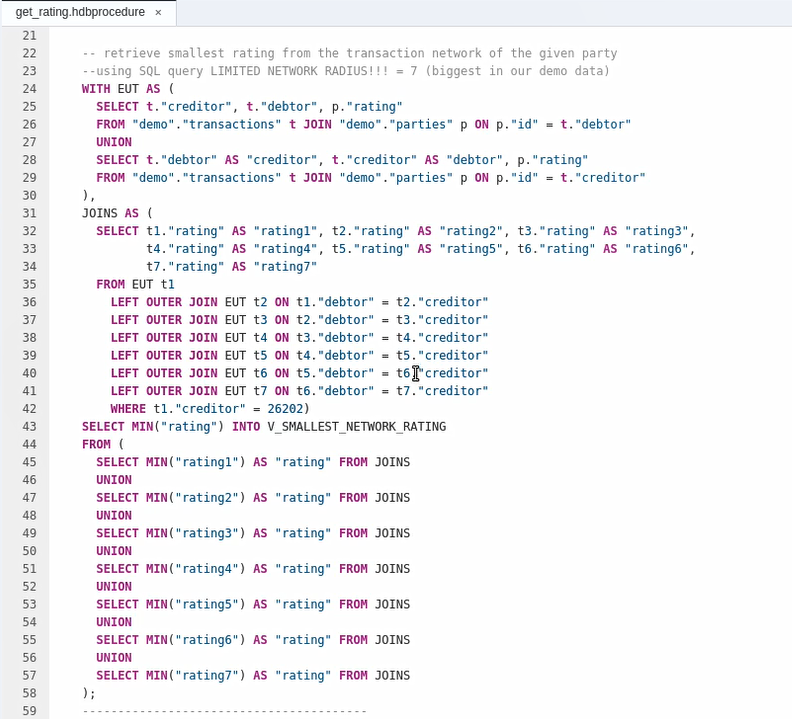 get_rating.hdbprocedure ×
21
22 -- retrieve smallest rating from the transaction network of the given party
23 --using SQL query LIMITED NETWORK RADIUS!!! = 7 (biggest in our demo data)
24 WITH EUT AS (
25 SELECT t."creditor", t."debtor", p."rating"
26 FROM "demo"."transactions" t JOIN "demo"."parties" p ON p."id" = t."debtor"
27 UNION
28 SELECT t."debtor" AS "creditor", t."creditor" AS "debtor", p."rating"
29 FROM "demo"."transactions" t JOIN "demo"."parties" p ON p."id" = t."creditor"
30 ),
31 JOINS AS (
32 SELECT t1."rating" AS "rating1", t2."rating" AS "rating2", t3."rating" AS "rating3",
33 t4."rating" AS "rating4", t5."rating" AS "rating5", t6."rating" AS "rating6",
34 t7."rating" AS "rating7"
35 FROM EUT t1
36 LEFT OUTER JOIN EUT t2 ON t1."debtor" = t2."creditor"
37 LEFT OUTER JOIN EUT t3 ON t2."debtor" = t3."creditor"
38 LEFT OUTER JOIN EUT t4 ON t3."debtor" = t4."creditor"
39 LEFT OUTER JOIN EUT t5 ON t4."debtor" = t5."creditor"
40 LEFT OUTER JOIN EUT t6 ON t5."debtor" = t6."creditor"
41 LEFT OUTER JOIN EUT t7 ON t6."debtor" = t7."creditor"
42 WHERE t1."creditor" = 26202)
43 SELECT MIN("rating") INTO V_SMALLEST_NETWORK_RATING
44 FROM (
45 SELECT MIN("rating1") AS "rating" FROM JOINS
46 UNION
47 SELECT MIN("rating2") AS "rating" FROM JOINS
48 UNION
49 SELECT MIN("rating3") AS "rating" FROM JOINS
50 UNION
51 SELECT MIN("rating4") AS "rating" FROM JOINS
52 UNION
53 SELECT MIN("rating5") AS "rating" FROM JOINS
54 UNION
55 SELECT MIN("rating6") AS "rating" FROM JOINS
56 UNION
57 SELECT MIN("rating7") AS "rating" FROM JOINS
58 );
59 ----------------------------------------